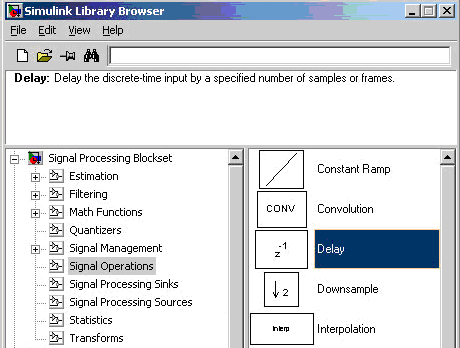 Simulink Library Browser
File Edit View Help
Delay: Delay the discrete-time input by a specified number of samples or frames.
Signal Processing Blockset
Estimation
Filtering
Math Functions
Quantizers
Signal Management
Signal Operations
Signal Processing Sinks
Signal Processing Sources
Statistics
Transforms
Constant Ramp
CONV Convolution
z-1 Delay
↓2 Downsample
Interp Interpolation